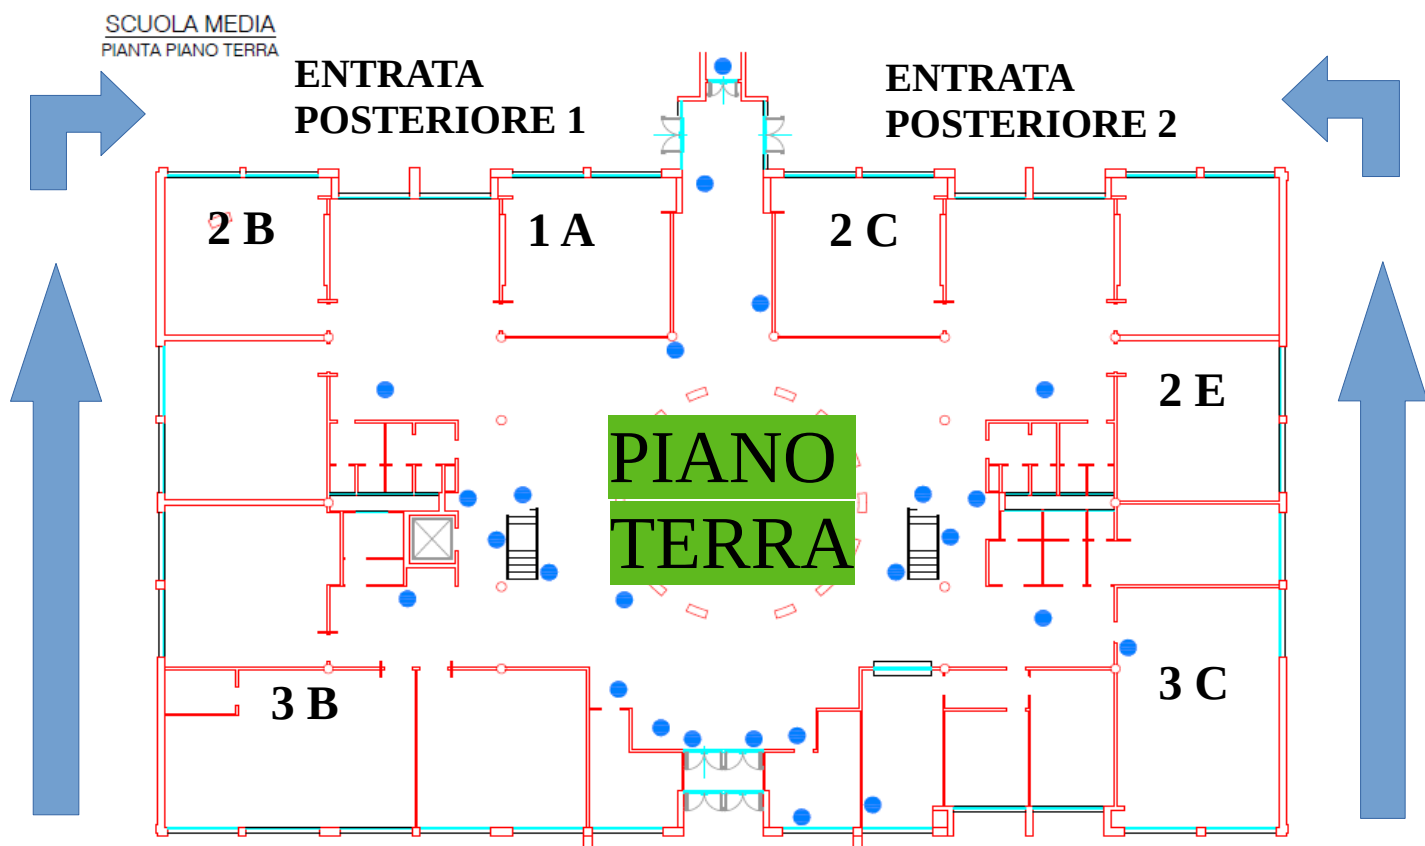 SCUOLA MEDIA
PIANTA PIANO TERRA
ENTRATA
POSTERIORE 1
ENTRATA
POSTERIORE 2
2 B
1 A
2 C
2 E
PIANO
TERRA
3 B
3 C